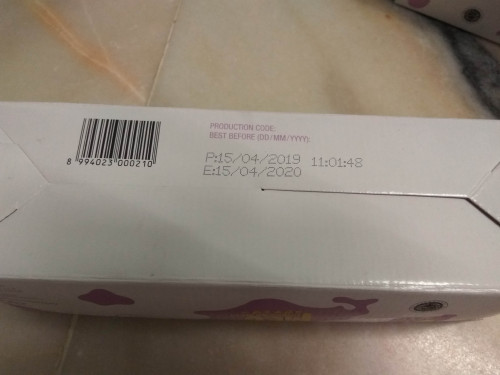 PRODUCTION CODE:
BEST BEFORE (DD/MM/YYYY):
P:15/04/2019 11:01:48
E:15/04/2020
8 994023 000210